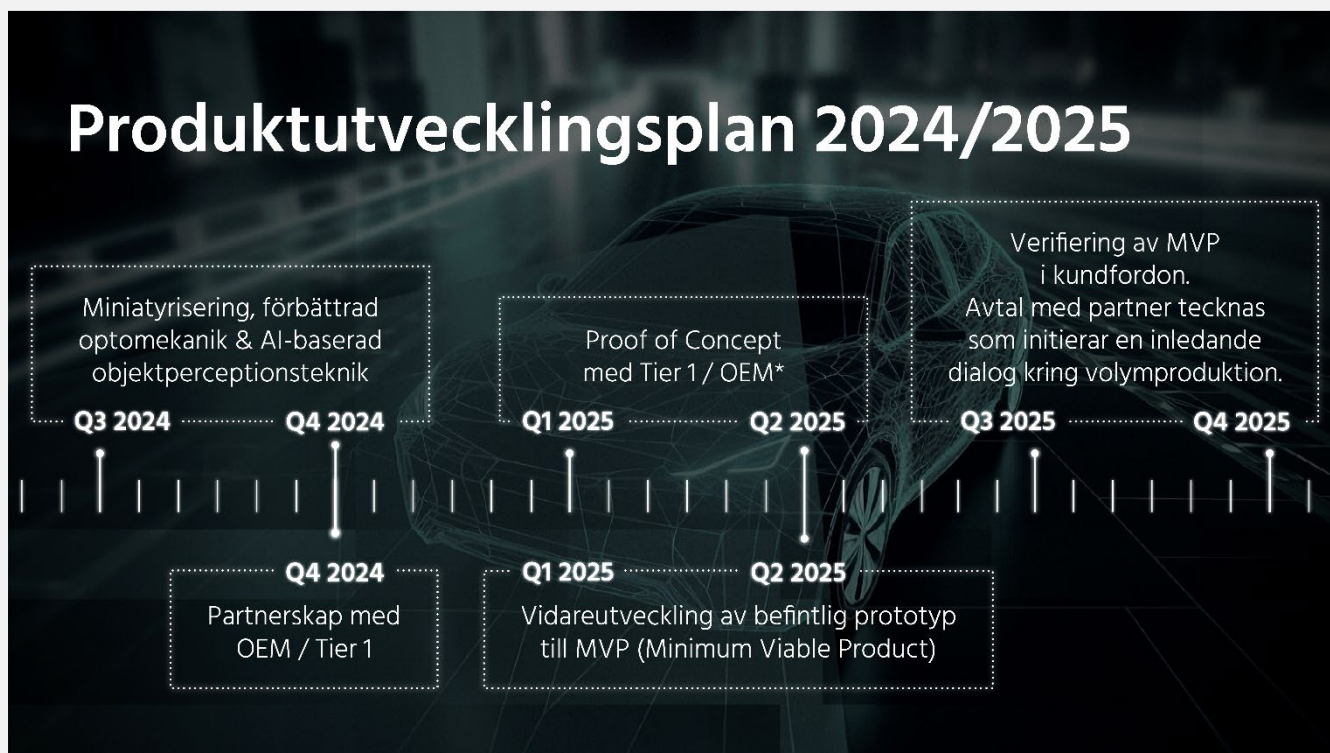 Produktutvecklingsplan 2024/2025
Miniatyrisering, förbättrad
optomekanik & AI-baserad
objektperceptionsteknik
Q3 2024
Q4 2024
Proof of Concept
med Tier 1 / OEM*
Q1 2025
Q2 2025
Verifiering av MVP
i kundfordon.
Avtal med partner tecknas
som initierar en inledande
dialog kring volymproduktion.
Q3 2025
Q4 2025
Q4 2024
Partnerskap med
OEM / Tier 1
Q1 2025
Q2 2025
Vidareutveckling av befintlig prototyp
till MVP (Minimum Viable Product)